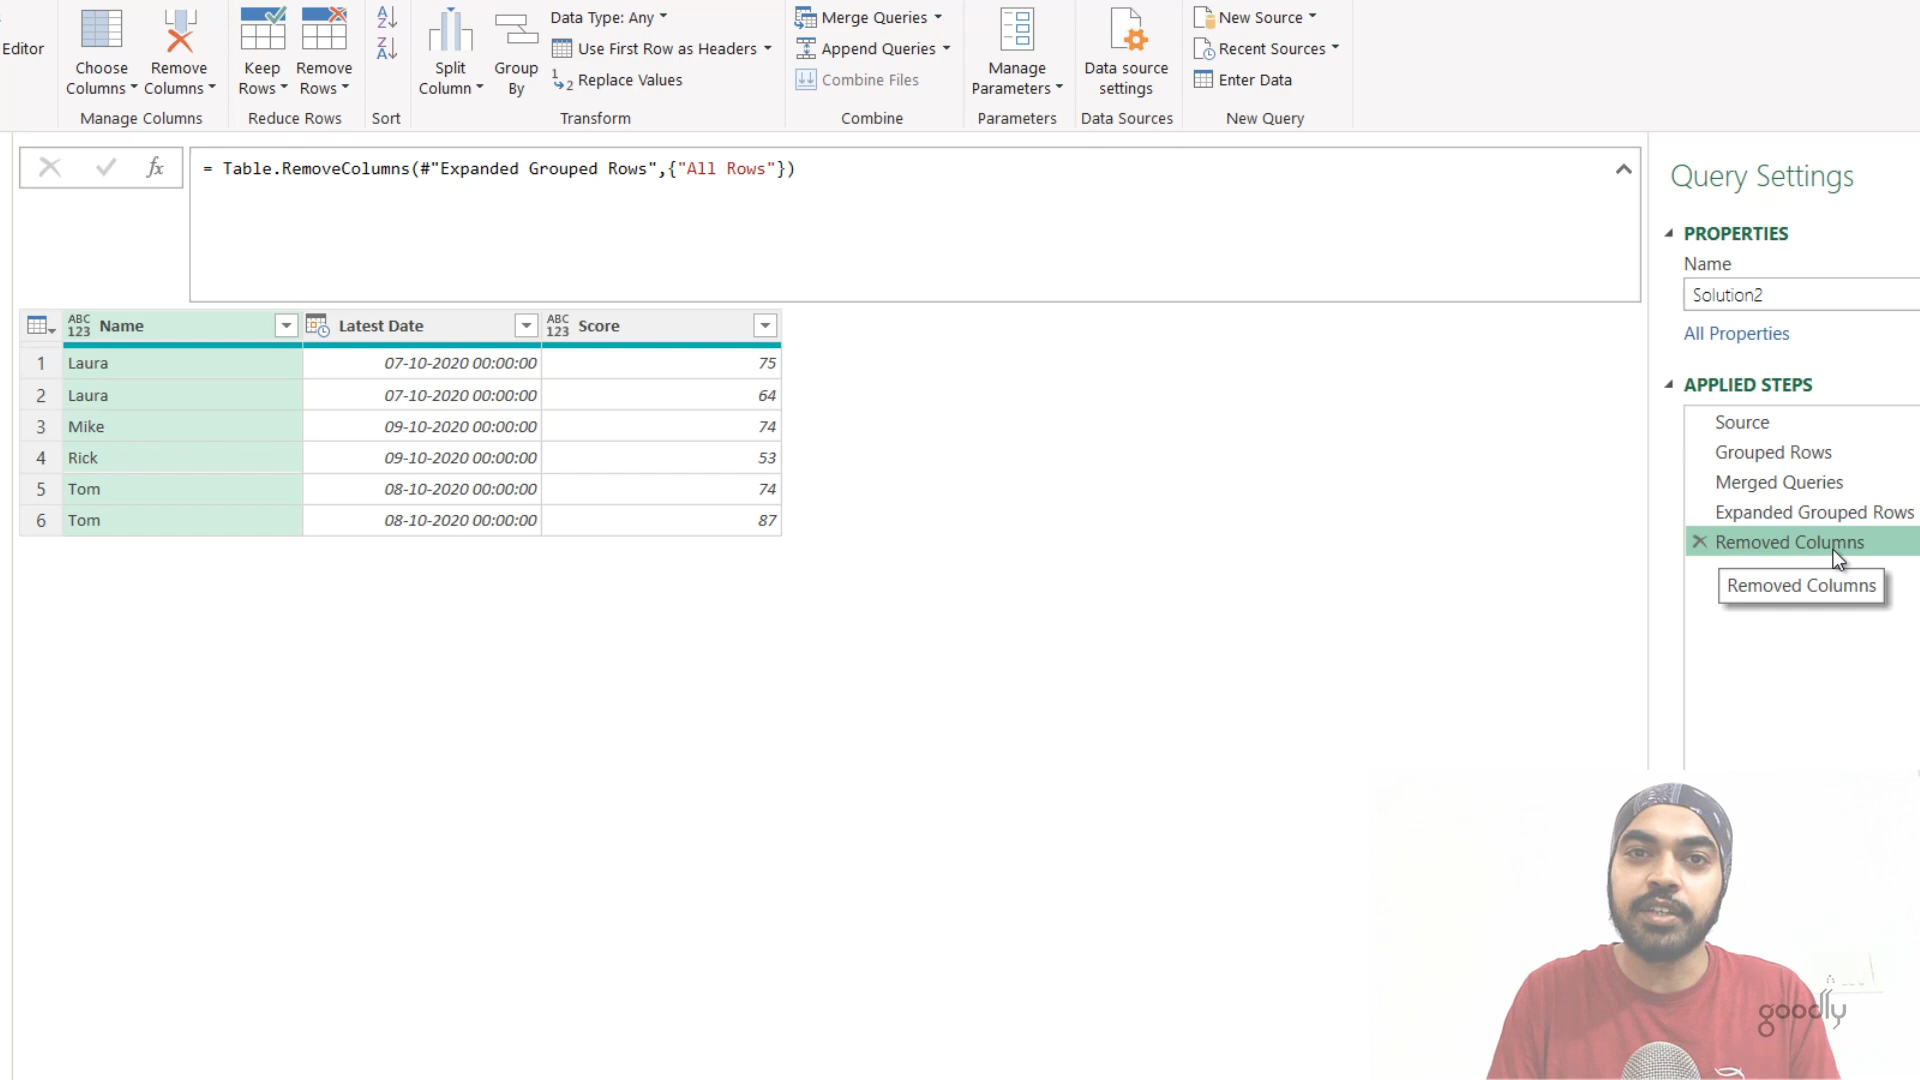 Editor
Choose Columns
Remove Columns
Manage Columns
Keep Rows
Remove Rows
Reduce Rows
A Z
Z A
Sort
Split Column
Group By
Data Type: Any
Use First Row as Headers
1 2 Replace Values
Transform
Merge Queries
Append Queries
Combine Files
Combine
Manage Parameters
Parameters
Data source settings
Data Sources
New Source
Recent Sources
Enter Data
New Query
fx
= Table.RemoveColumns(#"Expanded Grouped Rows",{"All Rows"})
ABC 123 Name Latest Date ABC 123 Score
1 Laura 07-10-2020 00:00:00 75
2 Laura 07-10-2020 00:00:00 64
3 Mike 09-10-2020 00:00:00 74
4 Rick 09-10-2020 00:00:00 53
5 Tom 08-10-2020 00:00:00 74
6 Tom 08-10-2020 00:00:00 87
Query Settings
PROPERTIES
Name
Solution2
All Properties
APPLIED STEPS
Source
Grouped Rows
Merged Queries
Expanded Grouped Rows
Removed Columns
Removed Columns
goodly